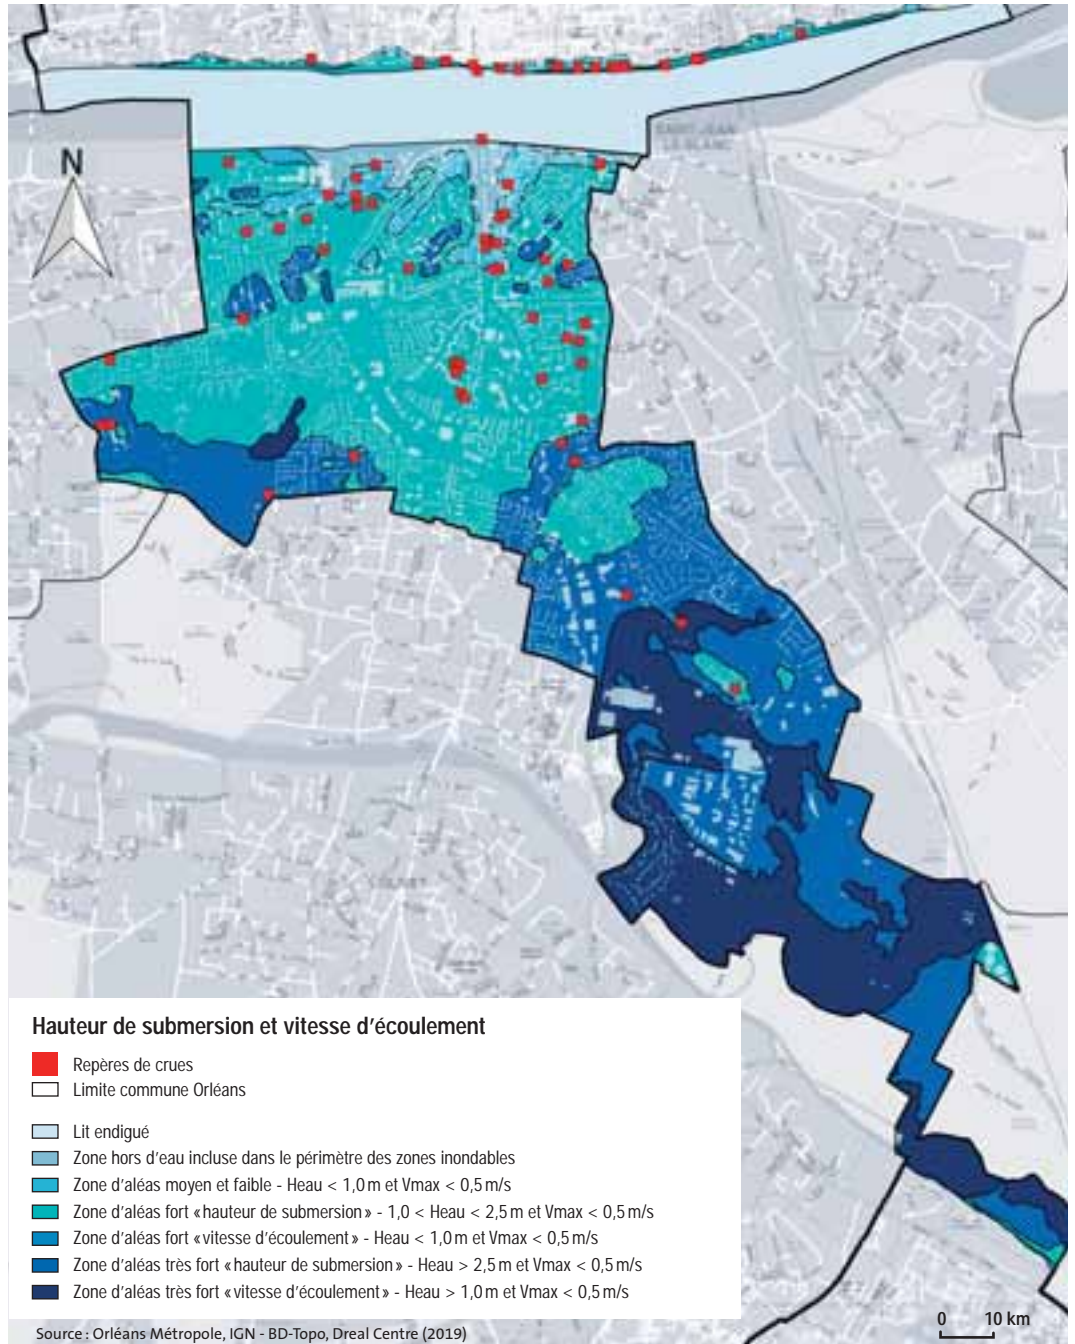 SAINT-JEAN
LE-BLANC
N
Hauteur de submersion et vitesse d'écoulement
Repères de crues
Limite commune Orléans
Lit endigué
Zone hors d'eau incluse dans le périmètre des zones inondables
Zone d'aléas moyen et faible - Heau < 1,0 m et Vmax < 0,5 m/s
Zone d'aléas fort « hauteur de submersion » - 1,0 < Heau < 2,5 m et Vmax < 0,5 m/s
Zone d'aléas fort « vitesse d'écoulement » - Heau < 1,0 m et Vmax < 0,5 m/s
Zone d'aléas très fort « hauteur de submersion » - Heau > 2,5 m et Vmax < 0,5 m/s
Zone d'aléas très fort « vitesse d'écoulement » - Heau > 1,0 m et Vmax < 0,5 m/s
0 10 km
Source : Orléans Métropole, IGN - BD-Topo, Dreal Centre (2019)